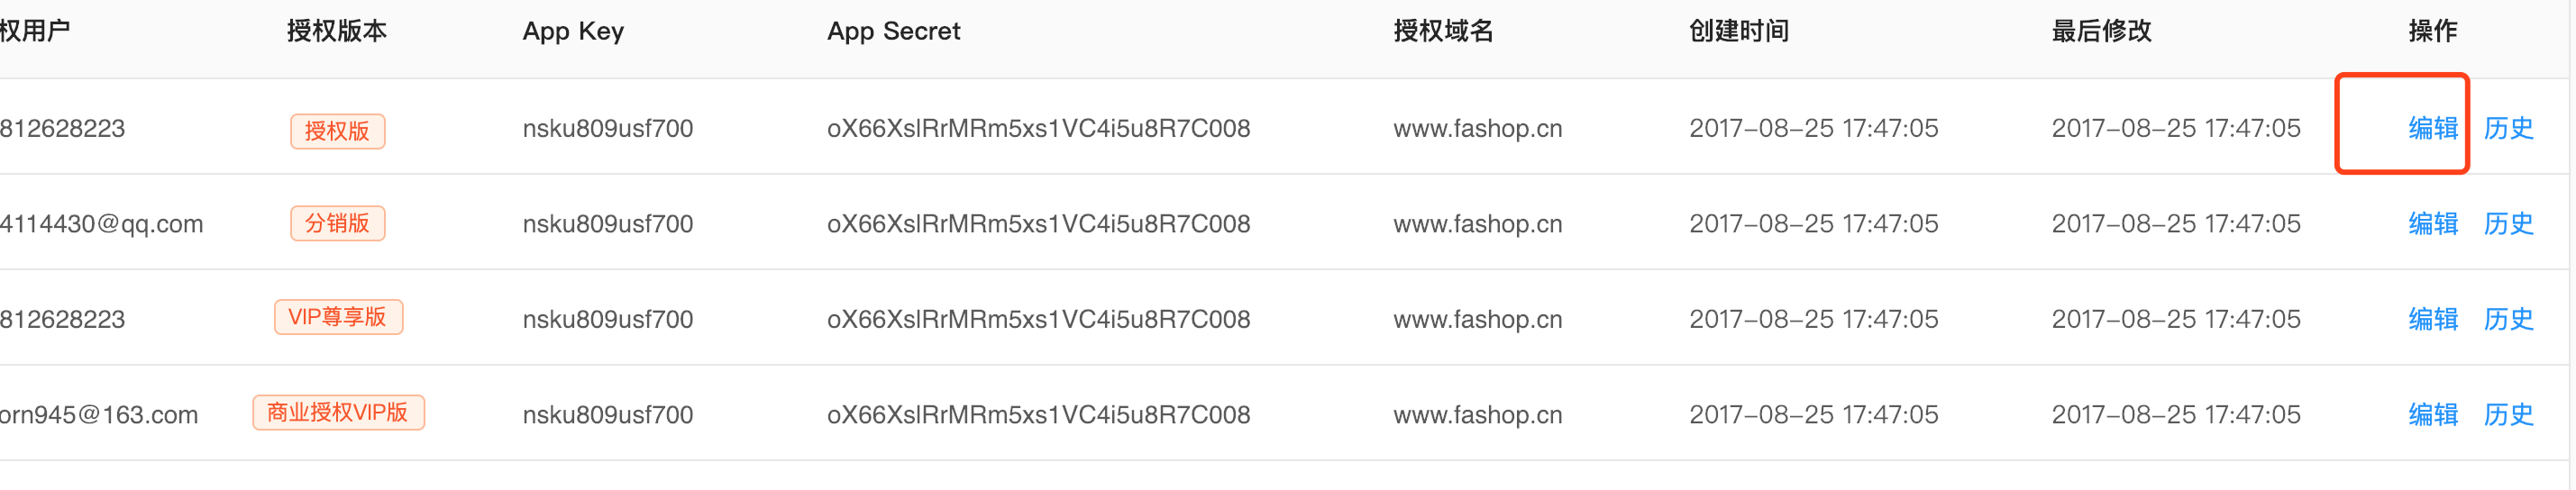 权用户 授权版本 App Key App Secret 授权域名 创建时间 最后修改 操作
812628223 授权版 nsku809usf700 oX66XslRrMRm5xs1VC4i5u8R7C008 www.fashop.cn 2017-08-25 17:47:05 2017-08-25 17:47:05 编辑 历史
4114430@qq.com 分销版 nsku809usf700 oX66XslRrMRm5xs1VC4i5u8R7C008 www.fashop.cn 2017-08-25 17:47:05 2017-08-25 17:47:05 编辑 历史
812628223 VIP尊享版 nsku809usf700 oX66XslRrMRm5xs1VC4i5u8R7C008 www.fashop.cn 2017-08-25 17:47:05 2017-08-25 17:47:05 编辑 历史
orn945@163.com 商业授权VIP版 nsku809usf700 oX66XslRrMRm5xs1VC4i5u8R7C008 www.fashop.cn 2017-08-25 17:47:05 2017-08-25 17:47:05 编辑 历史